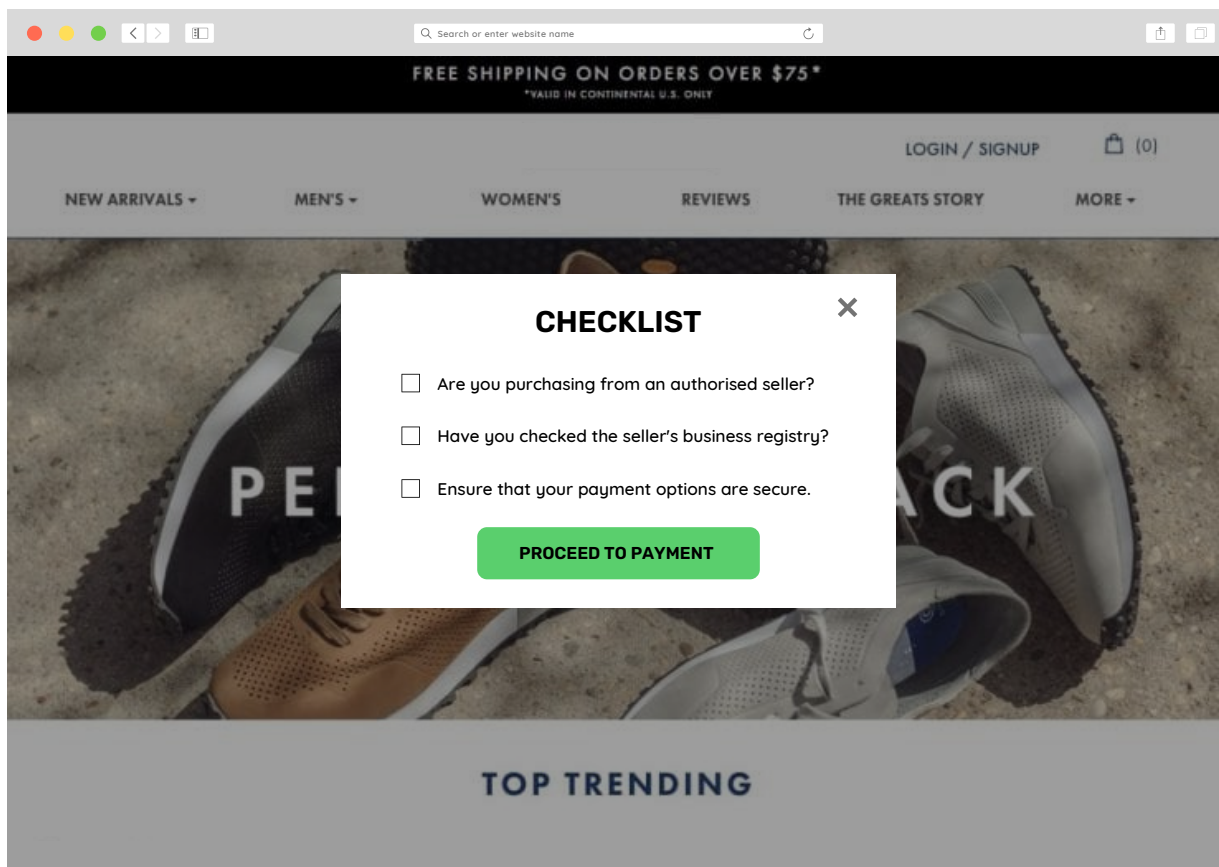 Search or enter website name
FREE SHIPPING ON ORDERS OVER $75*
*VALID IN CONTINENTAL U.S. ONLY
LOGIN / SIGNUP
(0)
NEW ARRIVALS
MEN'S
WOMEN'S
REVIEWS
THE GREATS STORY
MORE
CHECKLIST
Are you purchasing from an authorised seller?
Have you checked the seller's business registry?
Ensure that your payment options are secure.
PROCEED TO PAYMENT
TOP TRENDING